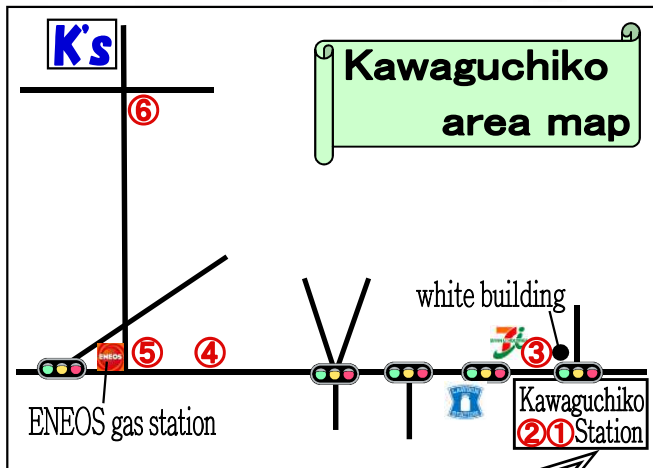 K's
Kawaguchiko
area map
⑥
white building
⑤
④
③
ENEOS
ENEOS gas station
Kawaguchiko
②①Station